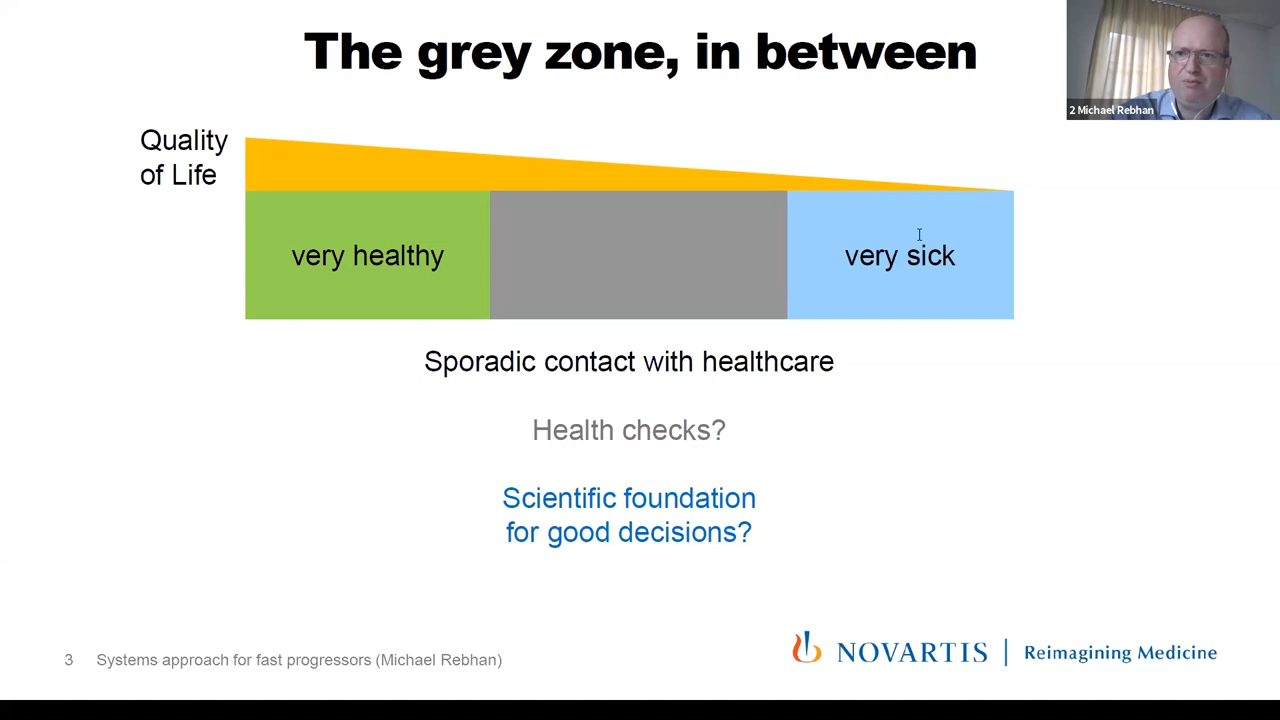 The grey zone, in between
2 Michael Rebhan
Quality
of Life
very healthy
very sick
Sporadic contact with healthcare
Health checks?
Scientific foundation
for good decisions?
3 Systems approach for fast progressors (Michael Rebhan)
NOVARTIS | Reimagining Medicine